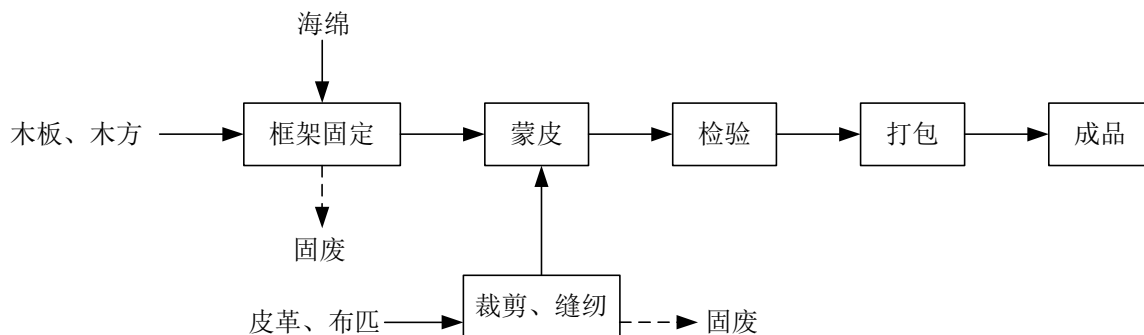 海绵
木板、木方
框架固定
蒙皮
检验
打包
成品
固废
皮革、布匹
裁剪、缝纫
固废